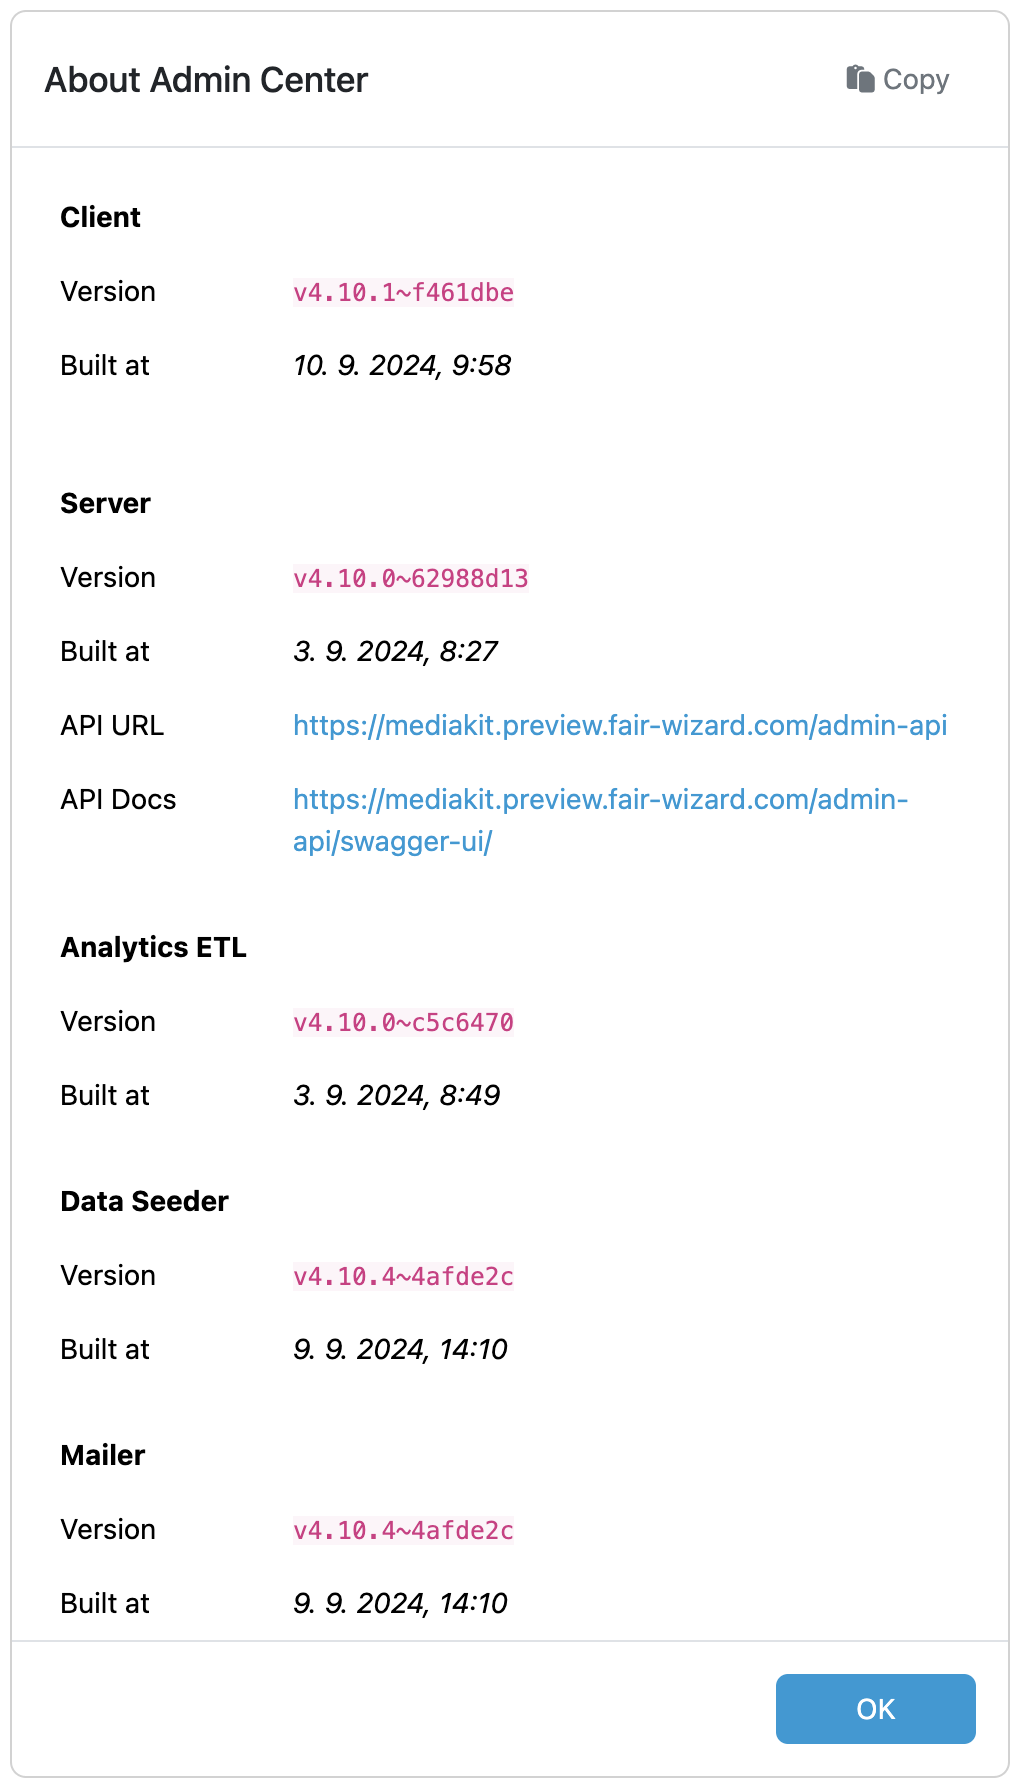 About Admin Center
Copy
Client
Version v4.10.1~f461dbe
Built at 10. 9. 2024, 9:58
Server
Version v4.10.0~62988d13
Built at 3. 9. 2024, 8:27
API URL https://mediakit.preview.fair-wizard.com/admin-api
API Docs https://mediakit.preview.fair-wizard.com/admin-
api/swagger-ui/
Analytics ETL
Version v4.10.0~c5c6470
Built at 3. 9. 2024, 8:49
Data Seeder
Version v4.10.4~4afde2c
Built at 9. 9. 2024, 14:10
Mailer
Version v4.10.4~4afde2c
Built at 9. 9. 2024, 14:10
OK